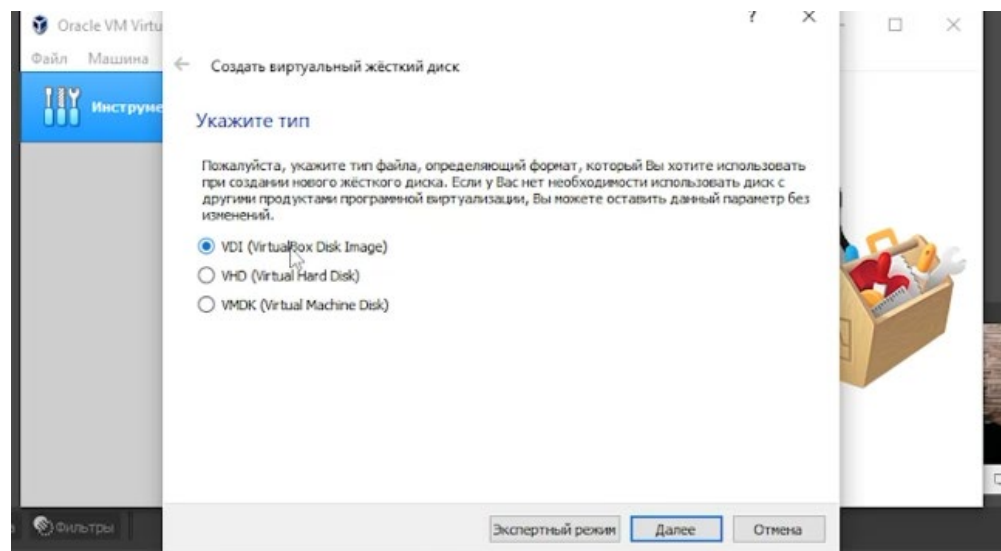 Oracle VM Virtu
Файл Машина
Инструме
Создать виртуальный жёсткий диск
Укажите тип
Пожалуйста, укажите тип файла, определяющий формат, который Вы хотите использовать
при создании нового жёсткого диска. Если у Вас нет необходимости использовать диск с
другими продуктами программной виртуализации, Вы можете оставить данный параметр без
изменений.
VDI (VirtualBox Disk Image)
VHD (Virtual Hard Disk)
VMDK (Virtual Machine Disk)
Экспертный режим Далее Отмена
Фильтры